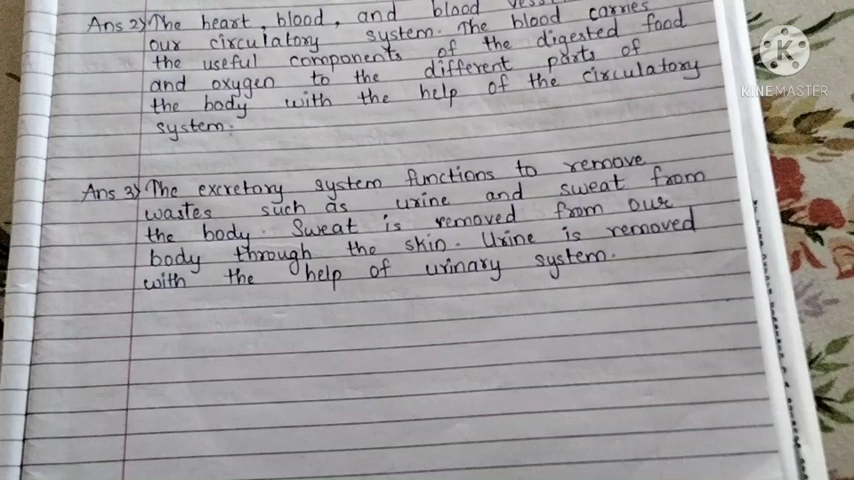 Ans 2) The heart, blood, and blood
our circulatory system. The blood carries
the useful components of the digested food
and oxygen to the different parts of
the body with the help of the circulatory
system.
Ans 3) The excretory system functions to remove
wastes such as urine and sweat from
the body. Sweat is removed from our
body through the skin. Urine is removed
with the help of urinary system.
K
KINEMASTER